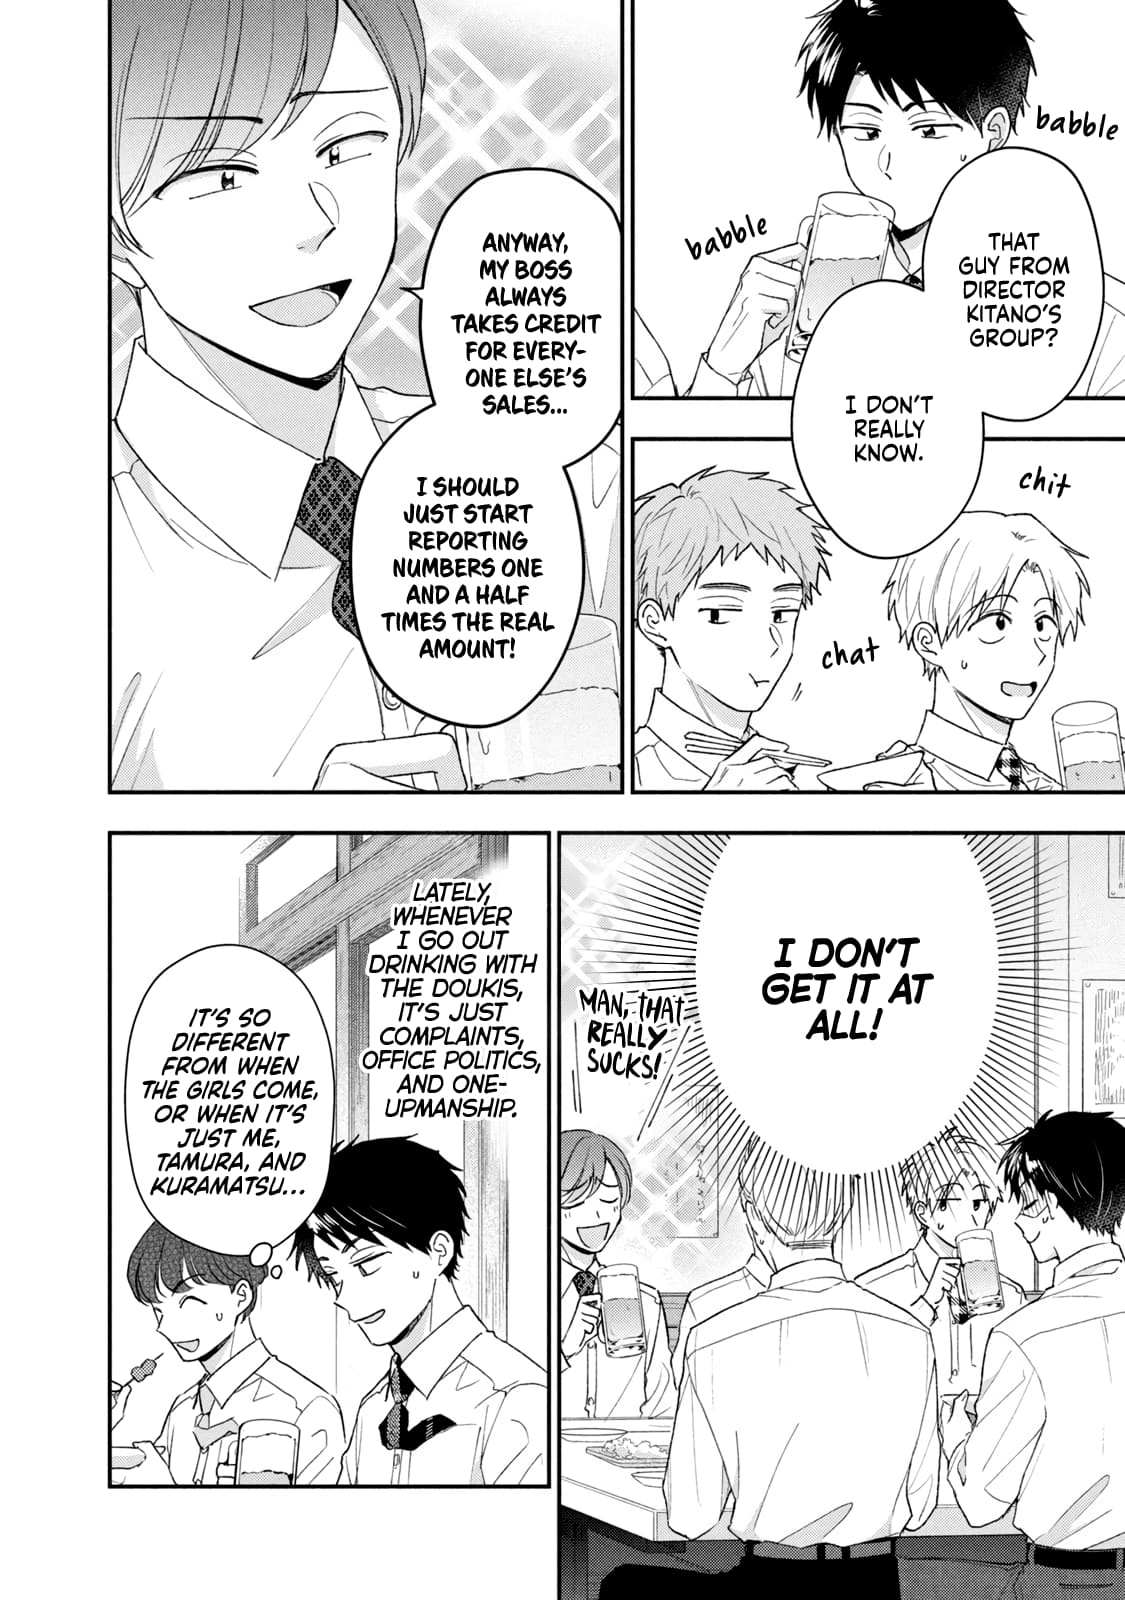 babble
THAT
GUY FROM
DIRECTOR
KITANO'S
GROUP?
babble
I DON'T
REALLY
KNOW.
chit
chat
ANYWAY,
MY BOSS
ALWAYS
TAKES CREDIT
FOR EVERY-
ONE ELSE'S
SALES...
I SHOULD
JUST START
REPORTING
NUMBERS ONE
AND A HALF
TIMES THE REAL
AMOUNT!
I DON'T
GET IT AT
ALL!
MAN, THAT
REALLY
SUCKS!
LATELY,
WHENEVER
I GO OUT
DRINKING WITH
THE DOUKIS,
IT'S JUST
COMPLAINTS,
OFFICE POLITICS,
AND ONE-
UPMANSHIP.
IT'S SO
DIFFERENT
FROM WHEN
THE GIRLS COME,
OR WHEN IT'S
JUST ME,
TAMURA, AND
KURAMATSU...